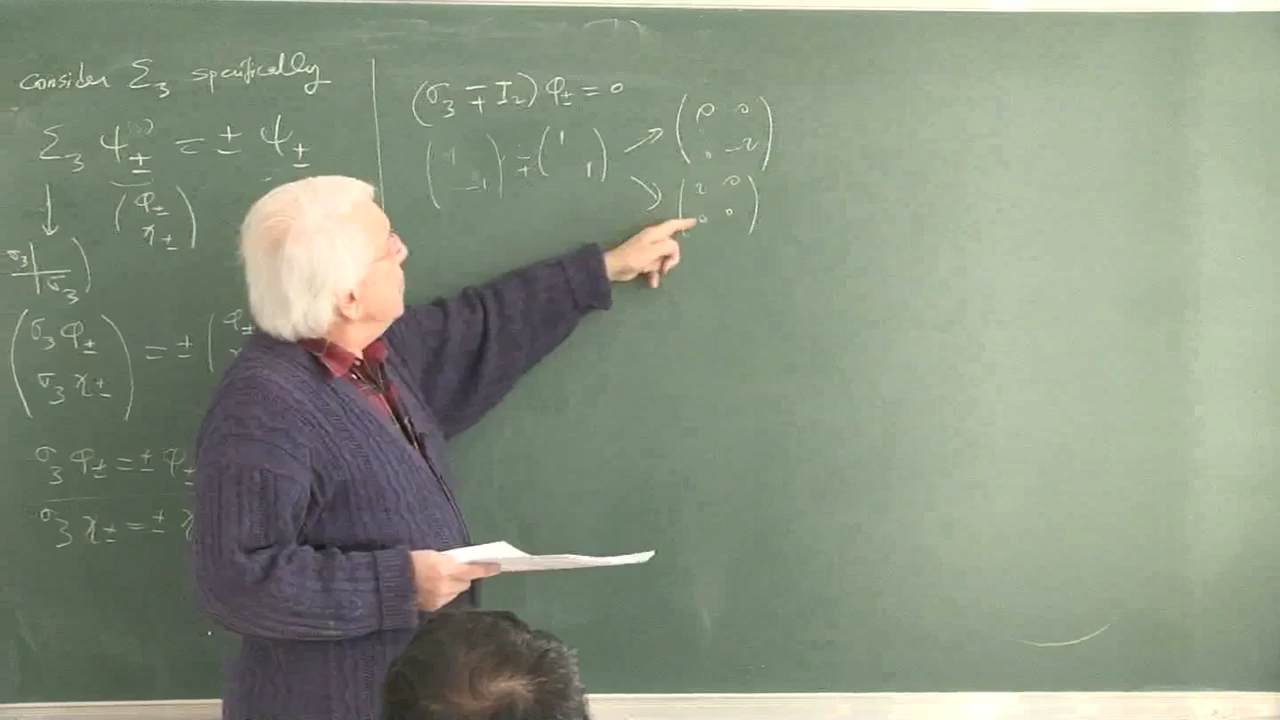 consider Σ₃ specifically
Σ₃ ψ± = ± ψ±
↓
(φ±
χ±)
σ₃
σ₃)
(σ₃ φ±
σ₃ χ±) = ± (φ±
σ₃ φ± = ± φ±
σ₃ χ± = ± χ
(σ₃ ∓ I₂) φ± = 0
(1
-1) ∓ (1
1)
→ (0 0
0 -2)
→ (2 0
0 0)